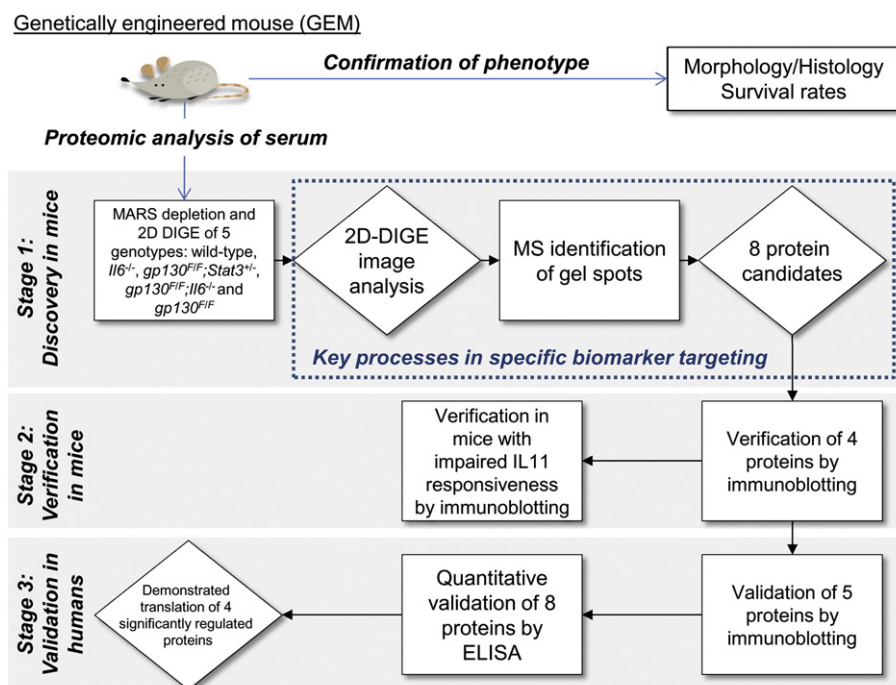 Genetically engineered mouse (GEM)
Confirmation of phenotype
Morphology/Histology
Survival rates
Proteomic analysis of serum
Stage 1:
Discovery in mice
MARS depletion and
2D DIGE of 5
genotypes: wild-type,
Il6-/-, gp130F/F;Stat3+/-,
gp130F/F;Il6-/- and
gp130F/F
2D-DIGE
image
analysis
MS identification
of gel spots
8 protein
candidates
Key processes in specific biomarker targeting
Stage 2:
Verification
in mice
Verification in
mice with
impaired IL11
responsiveness
by immunoblotting
Verification of 4
proteins by
immunoblotting
Stage 3:
Validation in
humans
Demonstrated
translation of 4
significantly regulated
proteins
Quantitative
validation of 8
proteins by
ELISA
Validation of 5
proteins by
immunoblotting